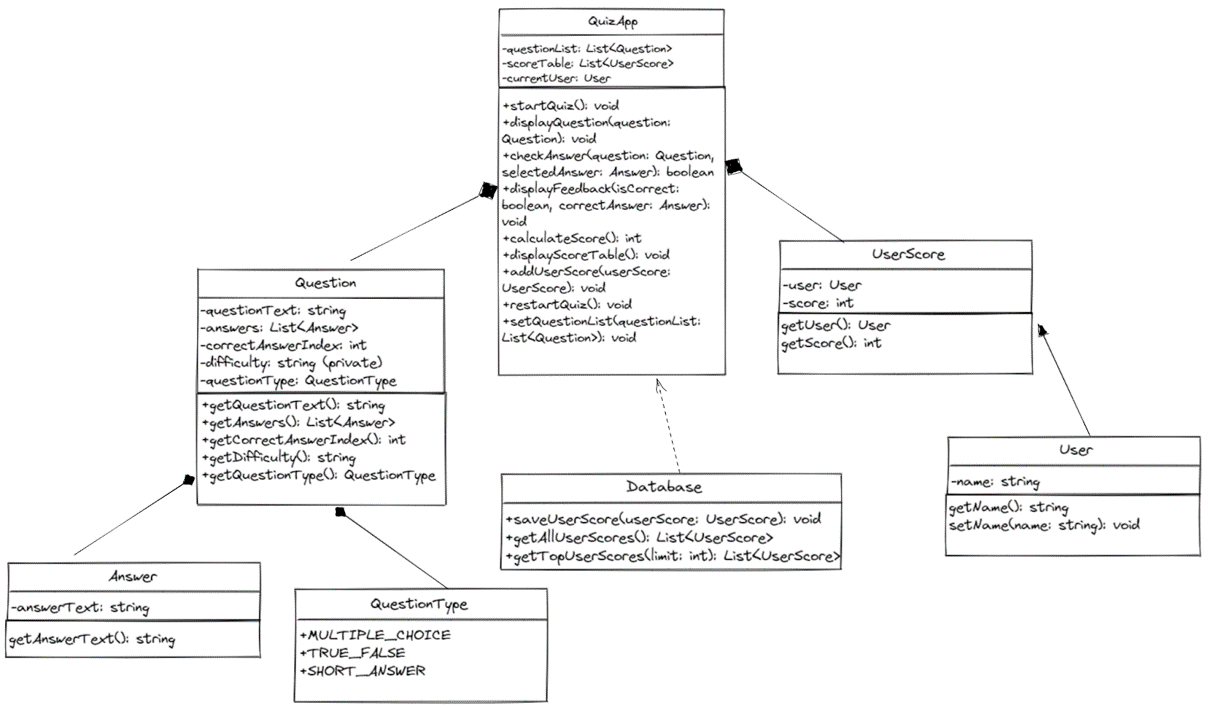 QuizApp
-questionList: List<Question>
-scoreTable: List<UserScore>
-currentUser: User
+startQuiz(): void
+displayQuestion(question:
Question): void
+checkAnswer(question: Question,
selectedAnswer: Answer): boolean
+displayFeedback(isCorrect:
boolean, correctAnswer: Answer):
void
+calculateScore(): int
+displayScoreTable(): void
+addUserScore(userScore:
UserScore): void
+restartQuiz(): void
+setQuestionList(questionList:
List<Question>): void
UserScore
-user: User
-score: int
getUser(): User
getScore(): int
Question
-questionText: string
-answers: List<Answer>
-correctAnswerIndex: int
-difficulty: string (private)
-questionType: QuestionType
+getQuestionText(): string
+getAnswers(): List<Answer>
+getCorrectAnswerIndex(): int
+getDifficulty(): string
+getQuestionType(): QuestionType
User
-name: string
getName(): string
setName(name: string): void
Database
+saveUserScore(userScore: UserScore): void
+getAllUserScores(): List<UserScore>
+getTopUserScores(limit: int): List<UserScore>
Answer
-answerText: string
getAnswerText(): string
QuestionType
+MULTIPLE_CHOICE
+TRUE_FALSE
+SHORT_ANSWER